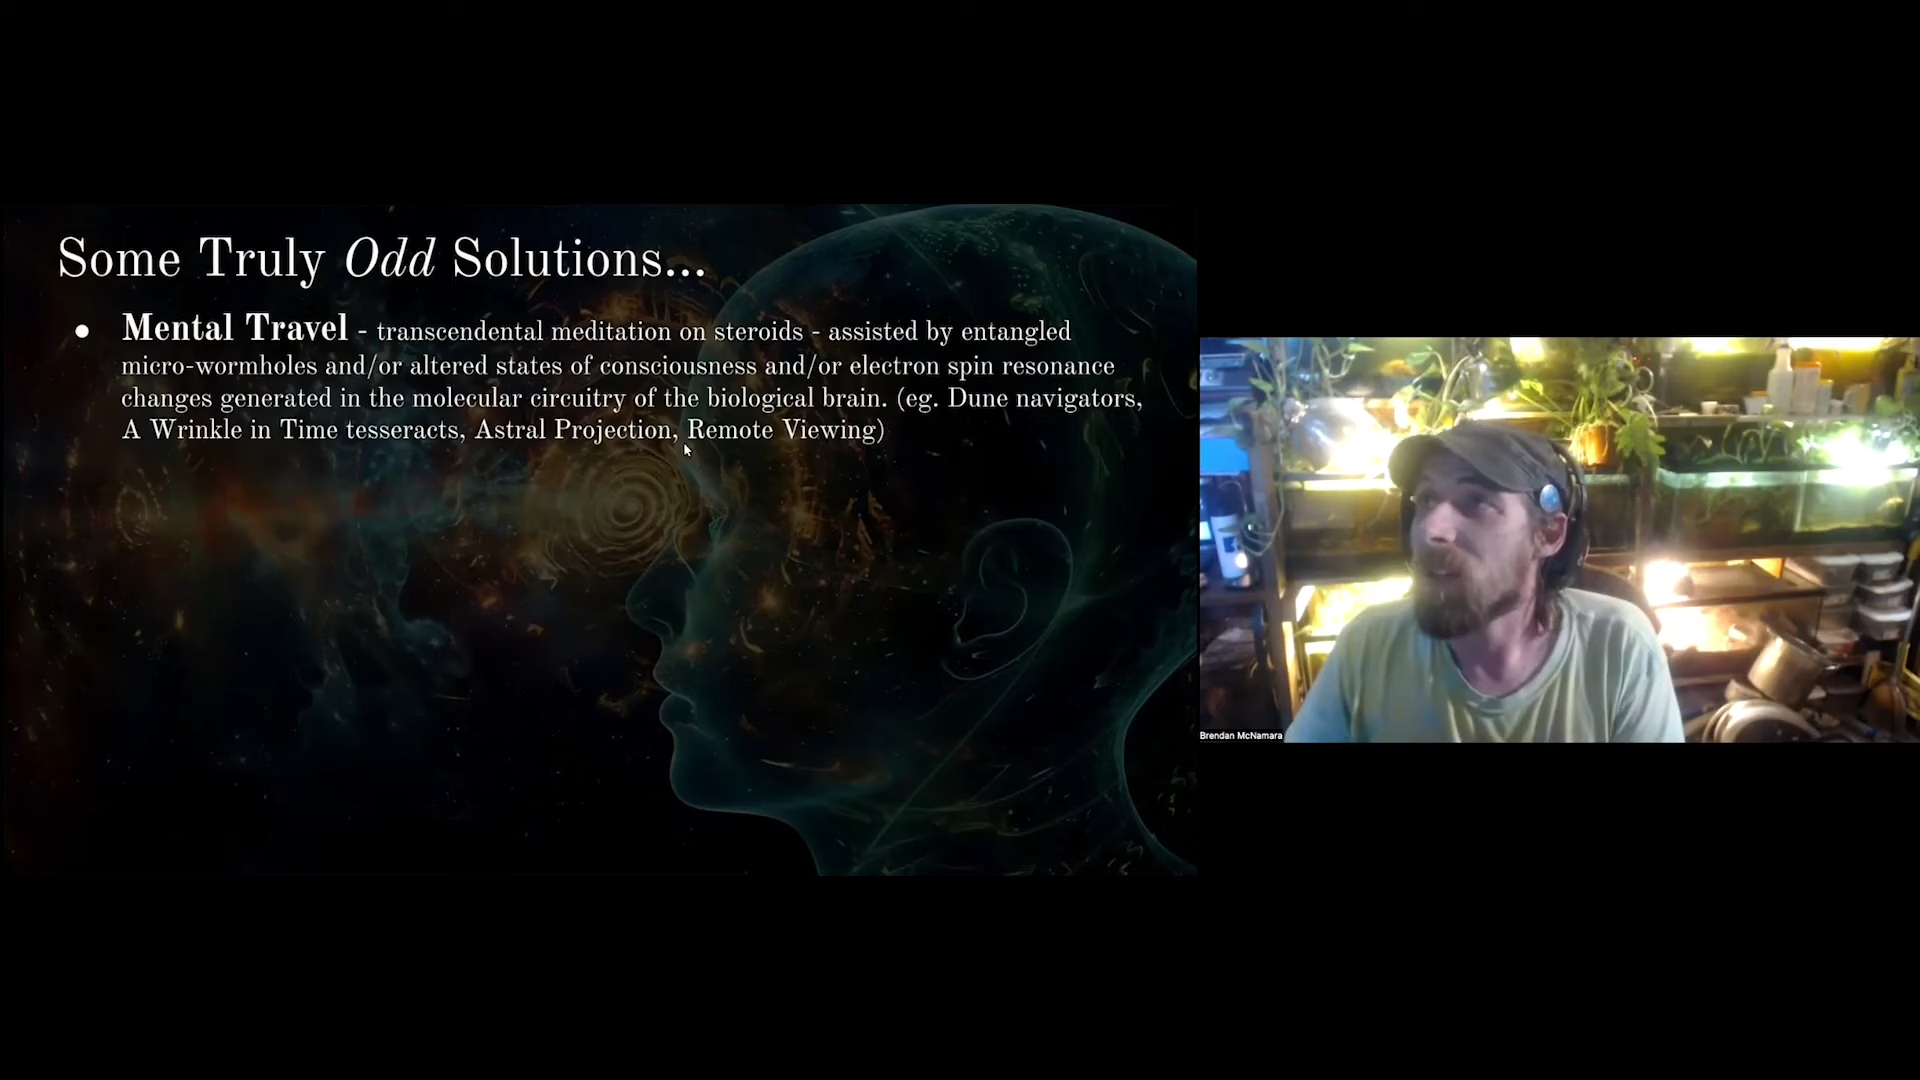 Some Truly Odd Solutions...
● Mental Travel - transcendental meditation on steroids - assisted by entangled
micro-wormholes and/or altered states of consciousness and/or electron spin resonance
changes generated in the molecular circuitry of the biological brain. (eg. Dune navigators,
A Wrinkle in Time tesseracts, Astral Projection, Remote Viewing)
Brendan McNamara